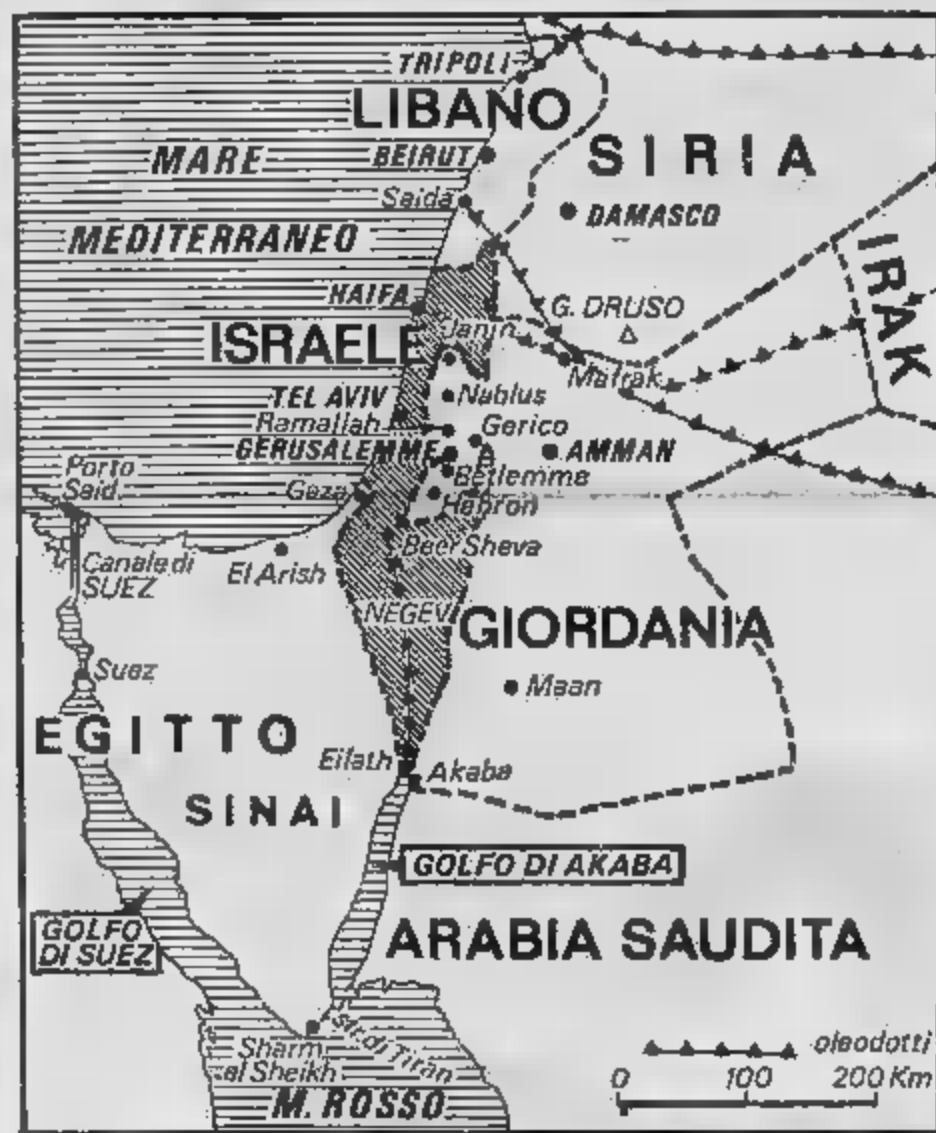 TRIPOLI
LIBANO
MARE
BEIRUT
SIRIA
Saida
DAMASCO
MEDITERRANEO
IRAK
HAIFA
G. DRUSO
Janin
ISRAELE
Mafrak
TEL AVIV
Nablus
Ramallah
Gerico
GERUSALEMME
AMMAN
Porto
Said
Betlemme
Gaza
Hebron
Canale di
SUEZ
El Arish
Beer Sheva
NEGEV
GIORDANIA
Suez
Maan
EGITTO
Eilath
Akaba
SINAI
GOLFO DI AKABA
GOLFO
DI SUEZ
ARABIA SAUDITA
Str. di Tiran
Sharm
el Sheikh
oleodotti
0 100 200 Km
M. ROSSO